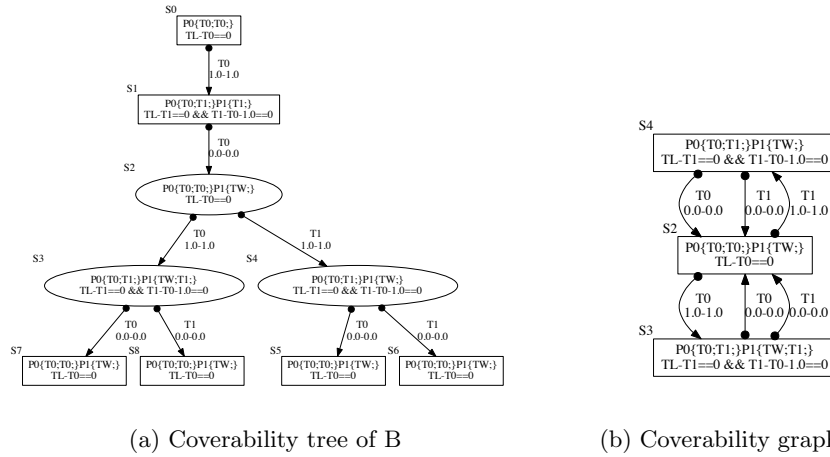 S0
P0{T0;T0;}
TL-T0==0
T0
1.0-1.0
S1
P0{T0;T1;}P1{T1;}
TL-T1==0 && T1-T0-1.0==0
T0
0.0-0.0
S2
P0{T0;T0;}P1{TW;}
TL-T0==0
T0
1.0-1.0
T1
1.0-1.0
S3
P0{T0;T1;}P1{TW;T1;}
TL-T1==0 && T1-T0-1.0==0
S4
P0{T0;T1;}P1{TW;}
TL-T1==0 && T1-T0-1.0==0
T0
0.0-0.0
T1
0.0-0.0
T0
0.0-0.0
T1
0.0-0.0
S7
P0{T0;T0;}P1{TW;}
TL-T0==0
S8
P0{T0;T0;}P1{TW;}
TL-T0==0
S5
P0{T0;T0;}P1{TW;}
TL-T0==0
S6
P0{T0;T0;}P1{TW;}
TL-T0==0
(a) Coverability tree of B
S4
P0{T0;T1;}P1{TW;}
TL-T1==0 && T1-T0-1.0==0
T0
0.0-0.0
T1
0.0-0.0
T1
1.0-1.0
S2
P0{T0;T0;}P1{TW;}
TL-T0==0
T0
1.0-1.0
T0
0.0-0.0
T1
0.0-0.0
S3
P0{T0;T1;}P1{TW;T1;}
TL-T1==0 && T1-T0-1.0==0
(b) Coverability grap